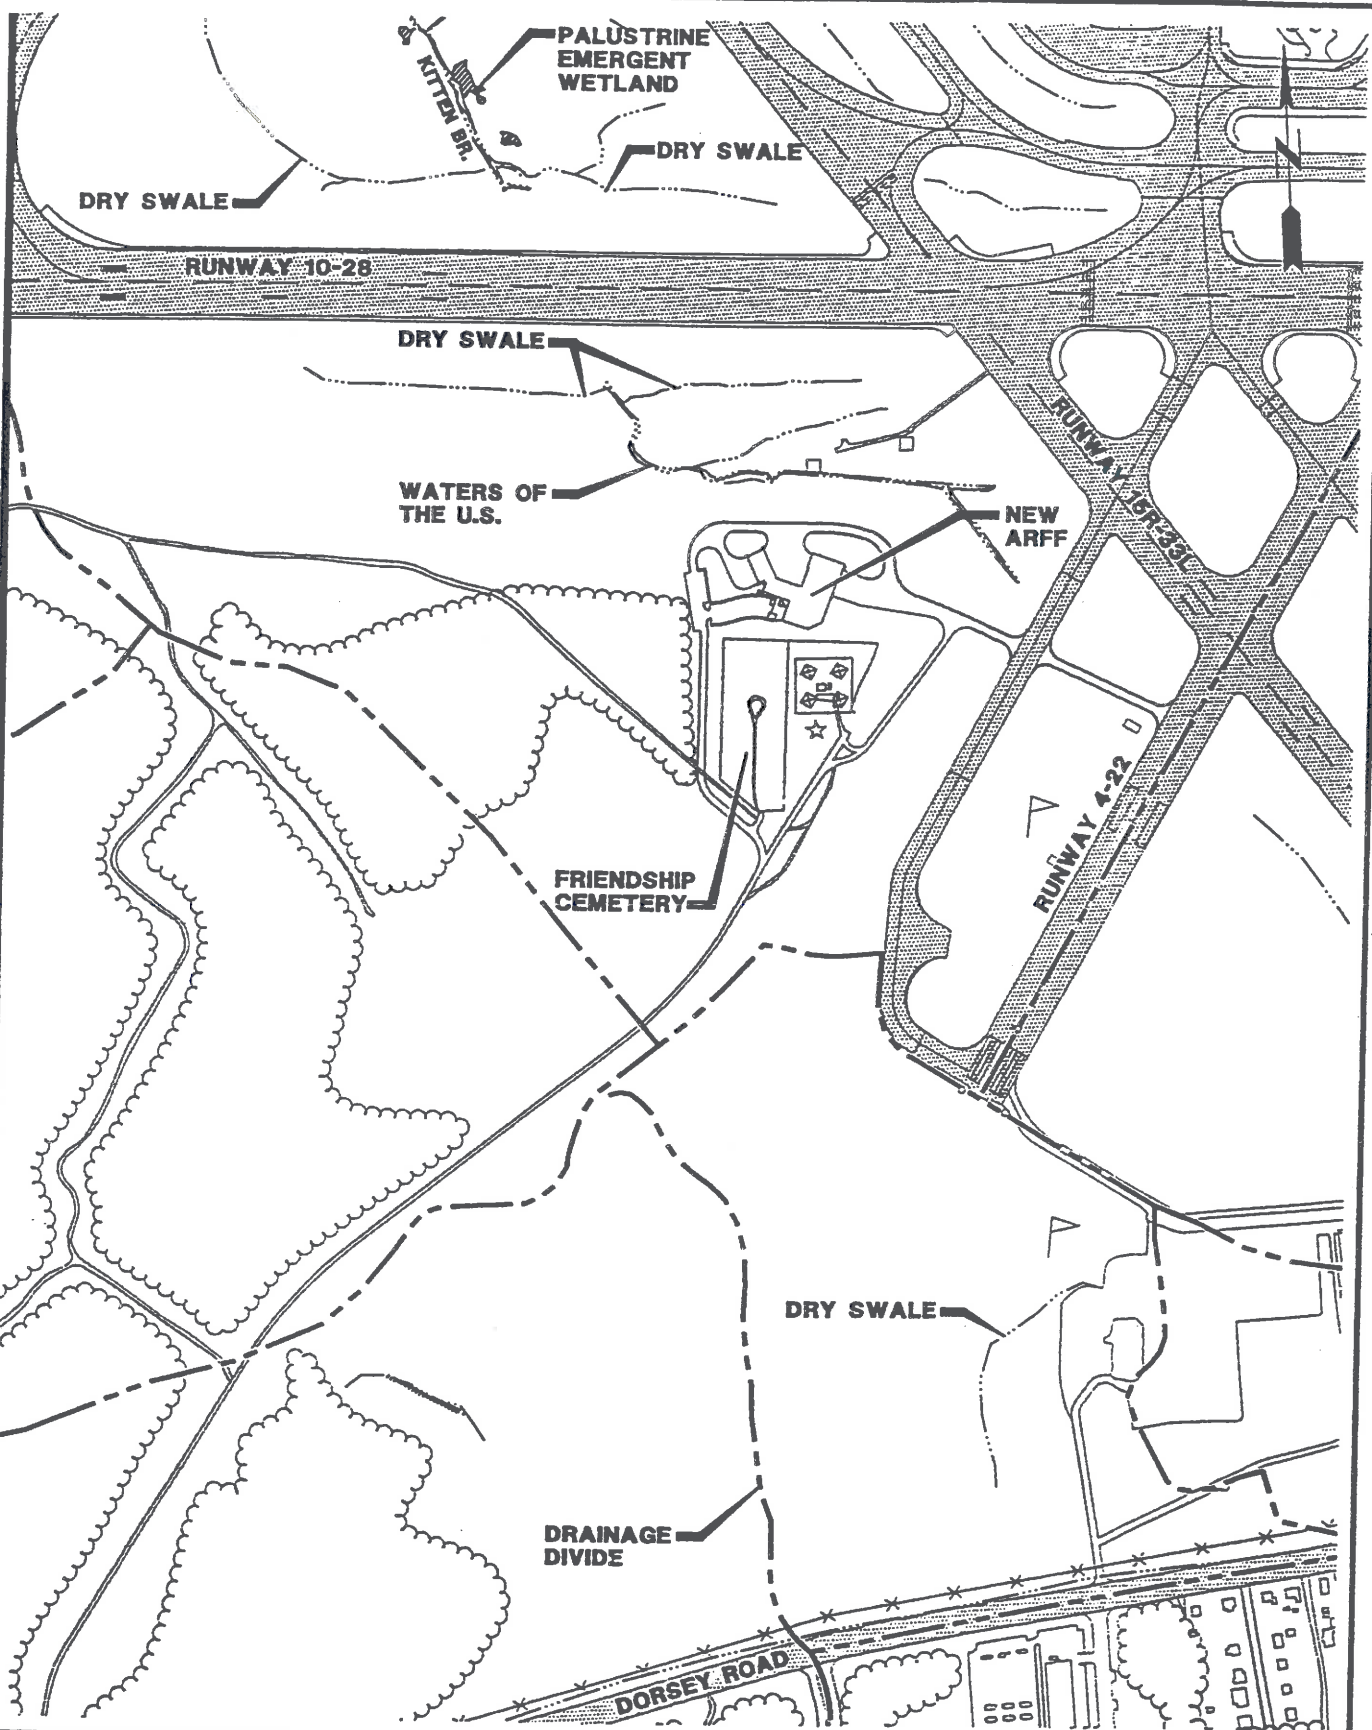 PALUSTRINE
EMERGENT
WETLAND
KITTEN BR.
DRY SWALE
DRY SWALE
N
RUNWAY 10-28
DRY SWALE
RUNWAY 15R-33L
WATERS OF
THE U.S.
NEW
ARFF
RUNWAY 4-22
FRIENDSHIP
CEMETERY
DRY SWALE
DRAINAGE
DIVIDE
DORSEY ROAD